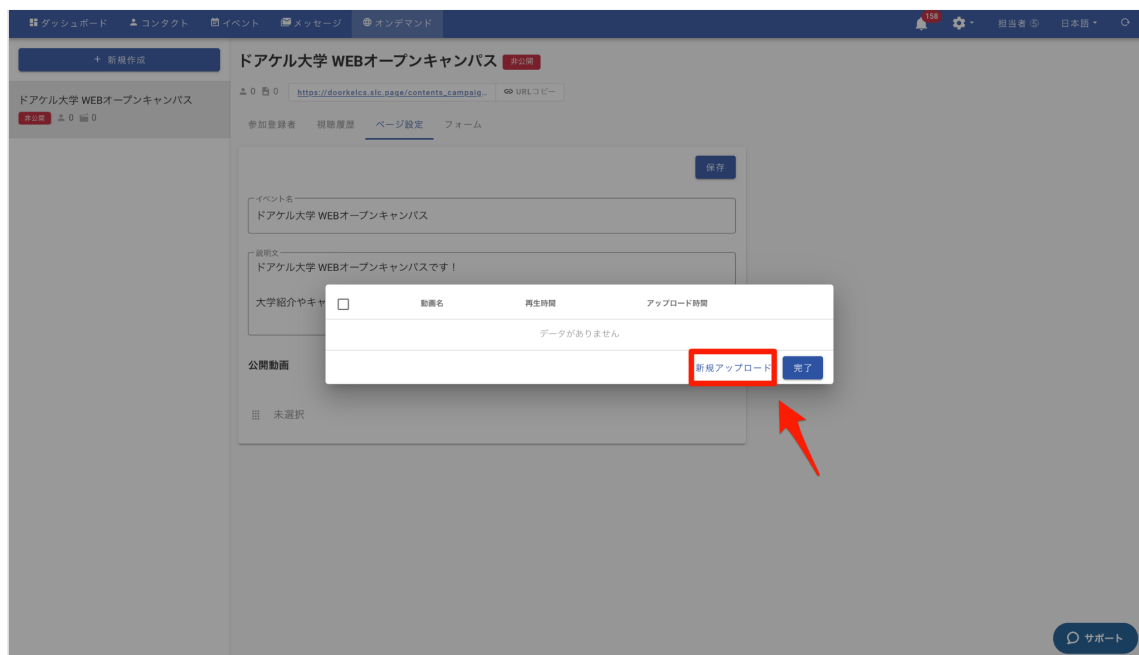 ダッシュボード コンタクト イベント メッセージ オンデマンド 158 担当者 ⑤ 日本語
+ 新規作成
ドアケル大学 WEBオープンキャンパス
非公開 0 0
ドアケル大学 WEBオープンキャンパス 非公開
0 0 https://doorkelcs.slc.page/contents_campaig… URLコピー
参加登録者 視聴履歴 ページ設定 フォーム
保存
イベント名
ドアケル大学 WEBオープンキャンパス
説明文
ドアケル大学 WEBオープンキャンパスです！
大学紹介やキャ
動画名 再生時間 アップロード時間
データがありません
新規アップロード 完了
公開動画
未選択
サポート